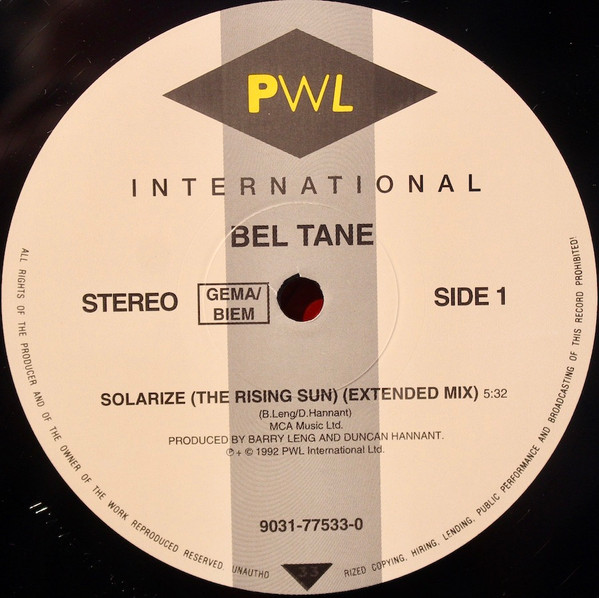 PWL
INTERNATIONAL
BEL TANE
STEREO
GEMA/
BIEM
SIDE 1
SOLARIZE (THE RISING SUN) (EXTENDED MIX) 5:32
(B.Leng/D.Hannant)
MCA Music Ltd.
PRODUCED BY BARRY LENG AND DUNCAN HANNANT.
℗ + © 1992 PWL International Ltd.
9031-77533-0
33
ALL RIGHTS OF THE PRODUCER AND OF THE OWNER OF THE WORK REPRODUCED RESERVED. UNAUTHO RIZED COPYING, HIRING, LENDING, PUBLIC PERFORMANCE AND BROADCASTING OF THIS RECORD PROHIBITED!